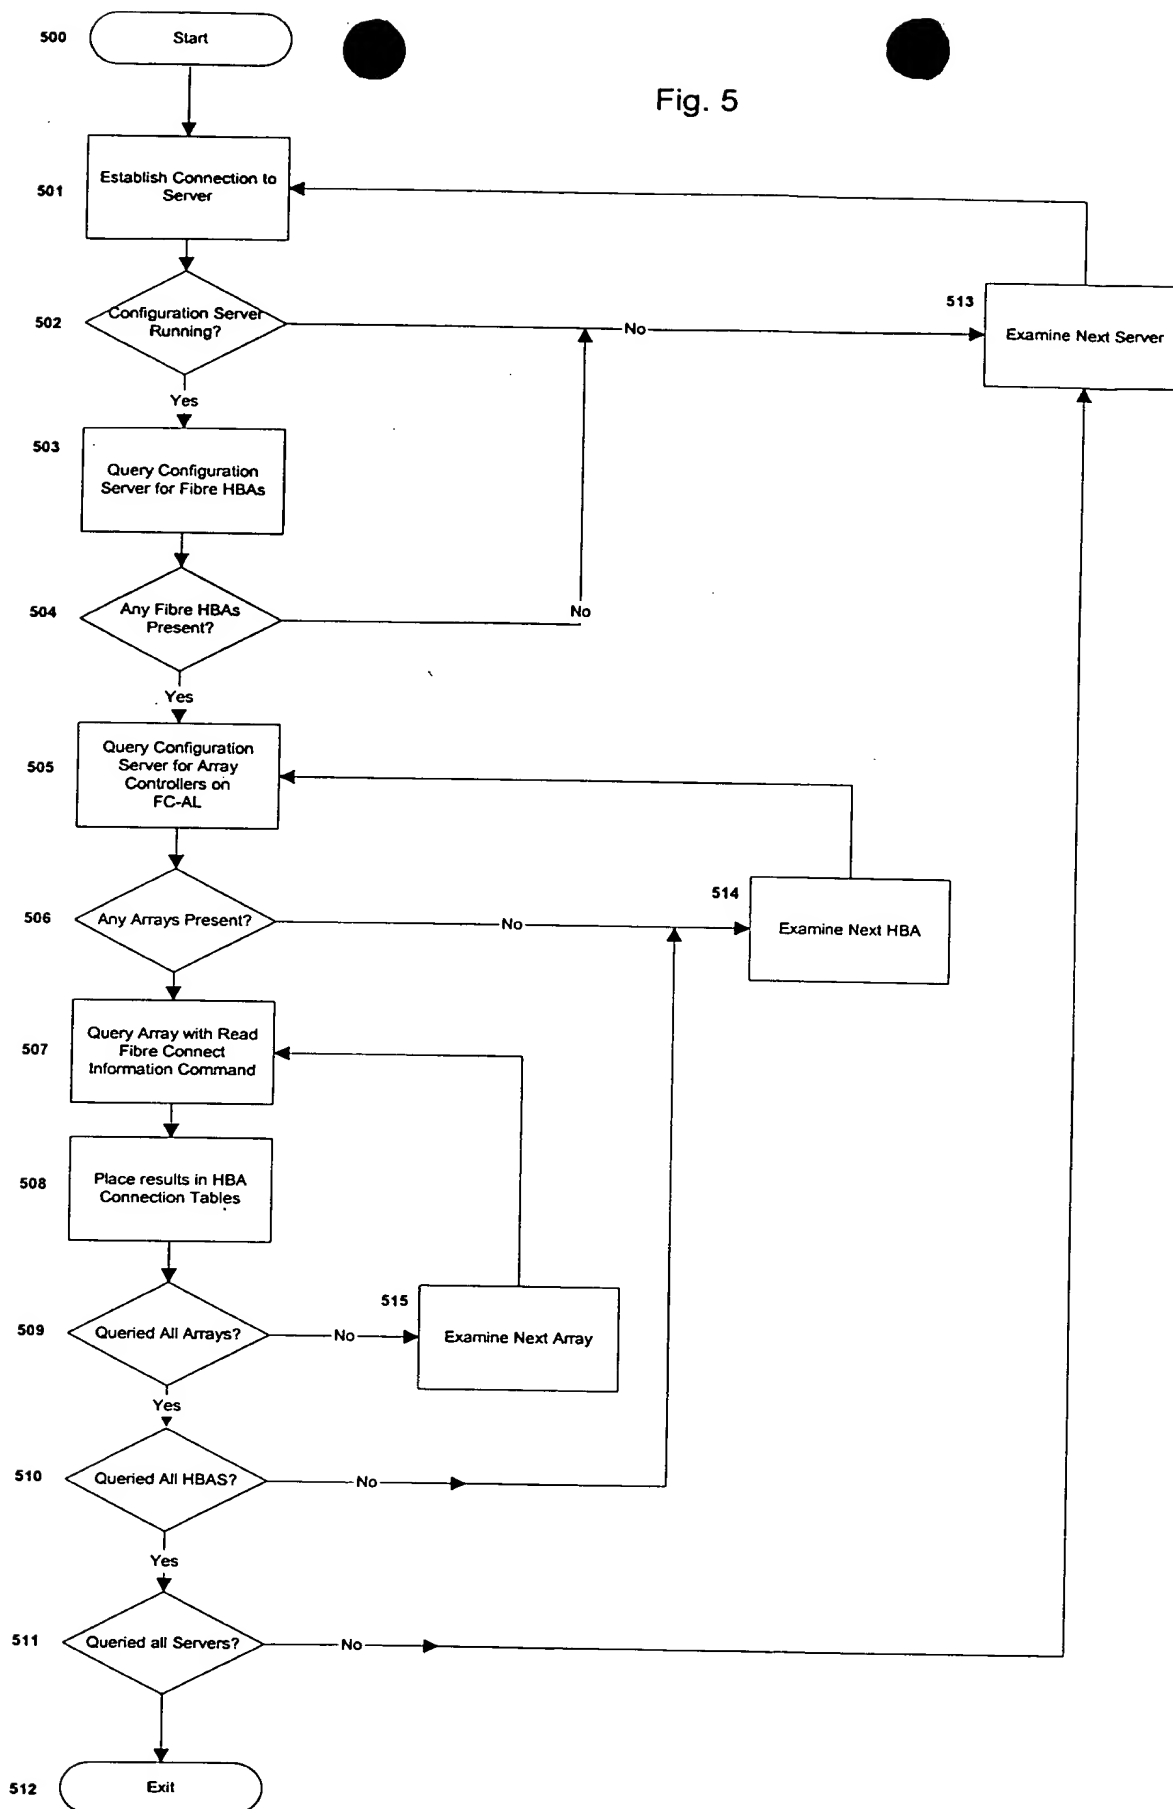 500
Start
Fig. 5
501
Establish Connection to
Server
502
Configuration Server
Running?
No
513
Examine Next Server
Yes
503
Query Configuration
Server for Fibre HBAs
504
Any Fibre HBAs
Present?
No
Yes
505
Query Configuration
Server for Array
Controllers on
FC-AL
506
Any Arrays Present?
No
514
Examine Next HBA
507
Query Array with Read
Fibre Connect
Information Command
508
Place results in HBA
Connection Tables
509
Queried All Arrays?
No
515
Examine Next Array
Yes
510
Queried All HBAS?
No
Yes
511
Queried all Servers?
No
512
Exit